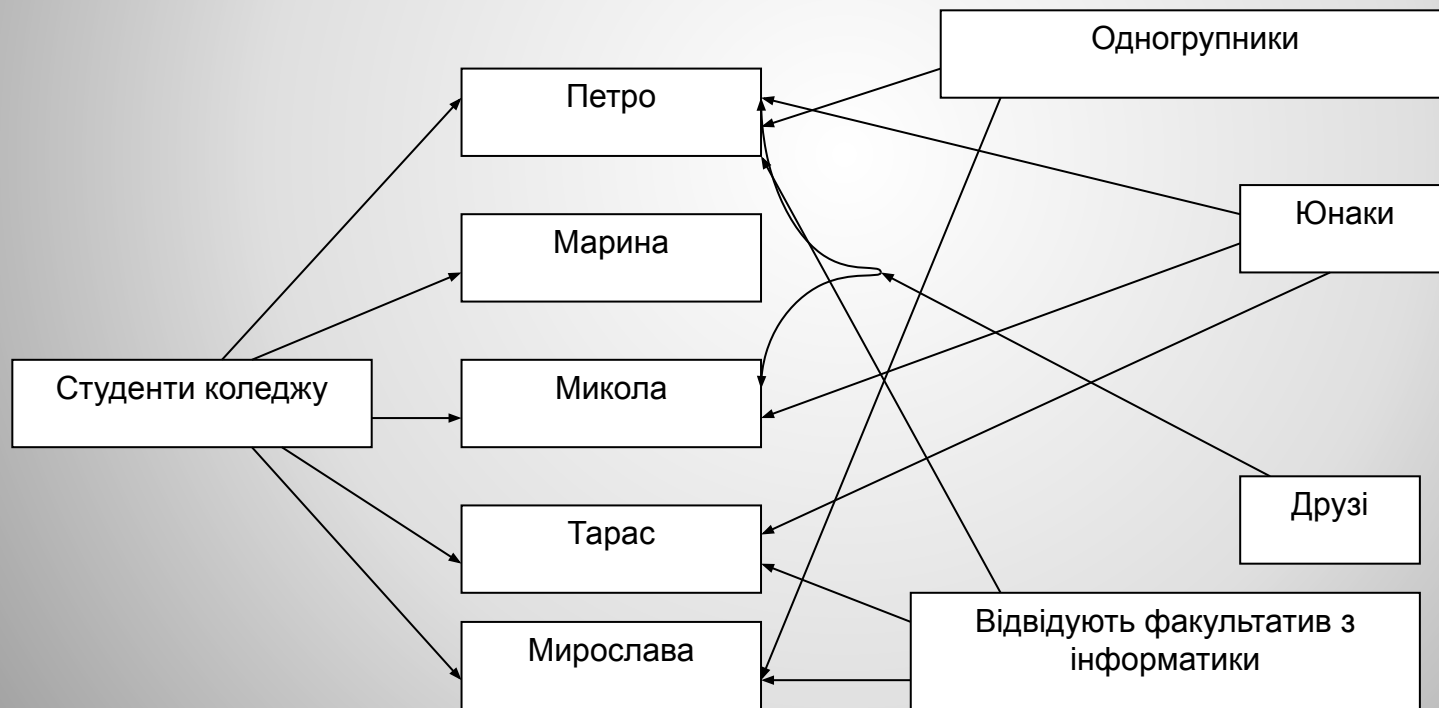 Одногрупники
Петро
Юнаки
Марина
Студенти коледжу
Микола
Друзі
Тарас
Відвідують факультатив з
інформатики
Мирослава